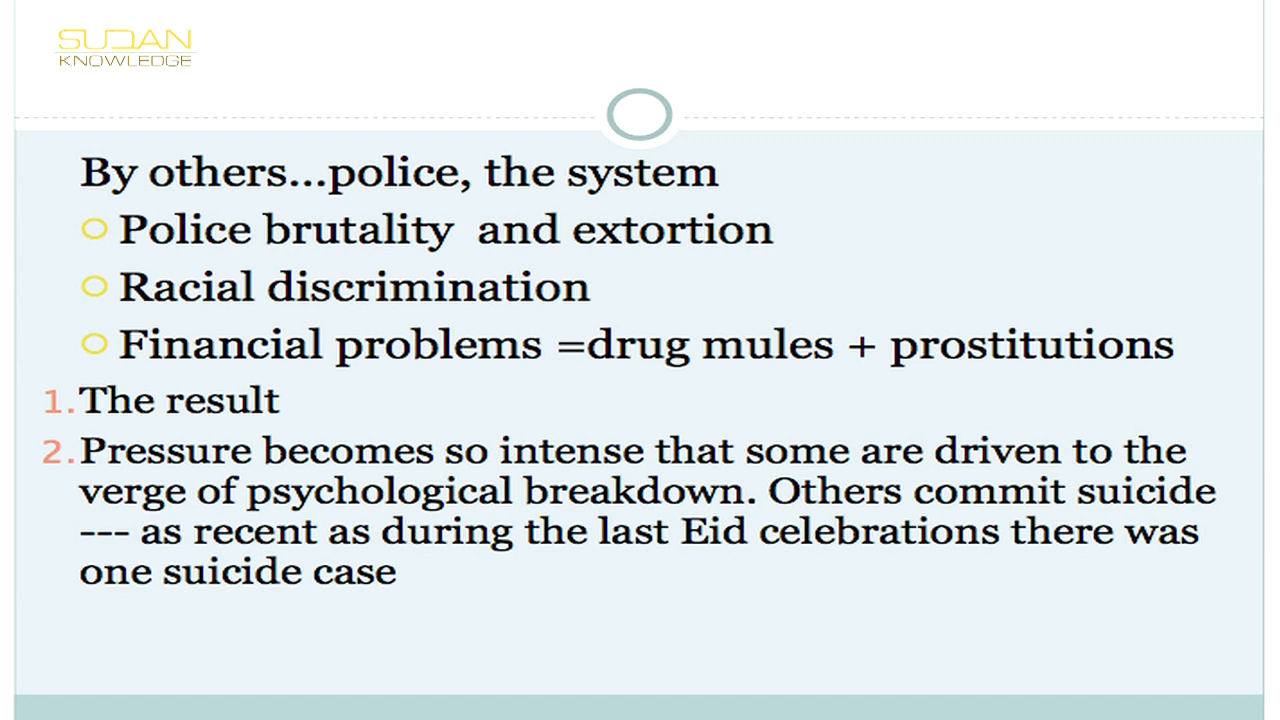 SUDAN
KNOWLEDGE
By others...police, the system
Police brutality  and extortion
Racial discrimination
Financial problems =drug mules + prostitutions
1. The result
2. Pressure becomes so intense that some are driven to the
verge of psychological breakdown. Others commit suicide
--- as recent as during the last Eid celebrations there was
one suicide case